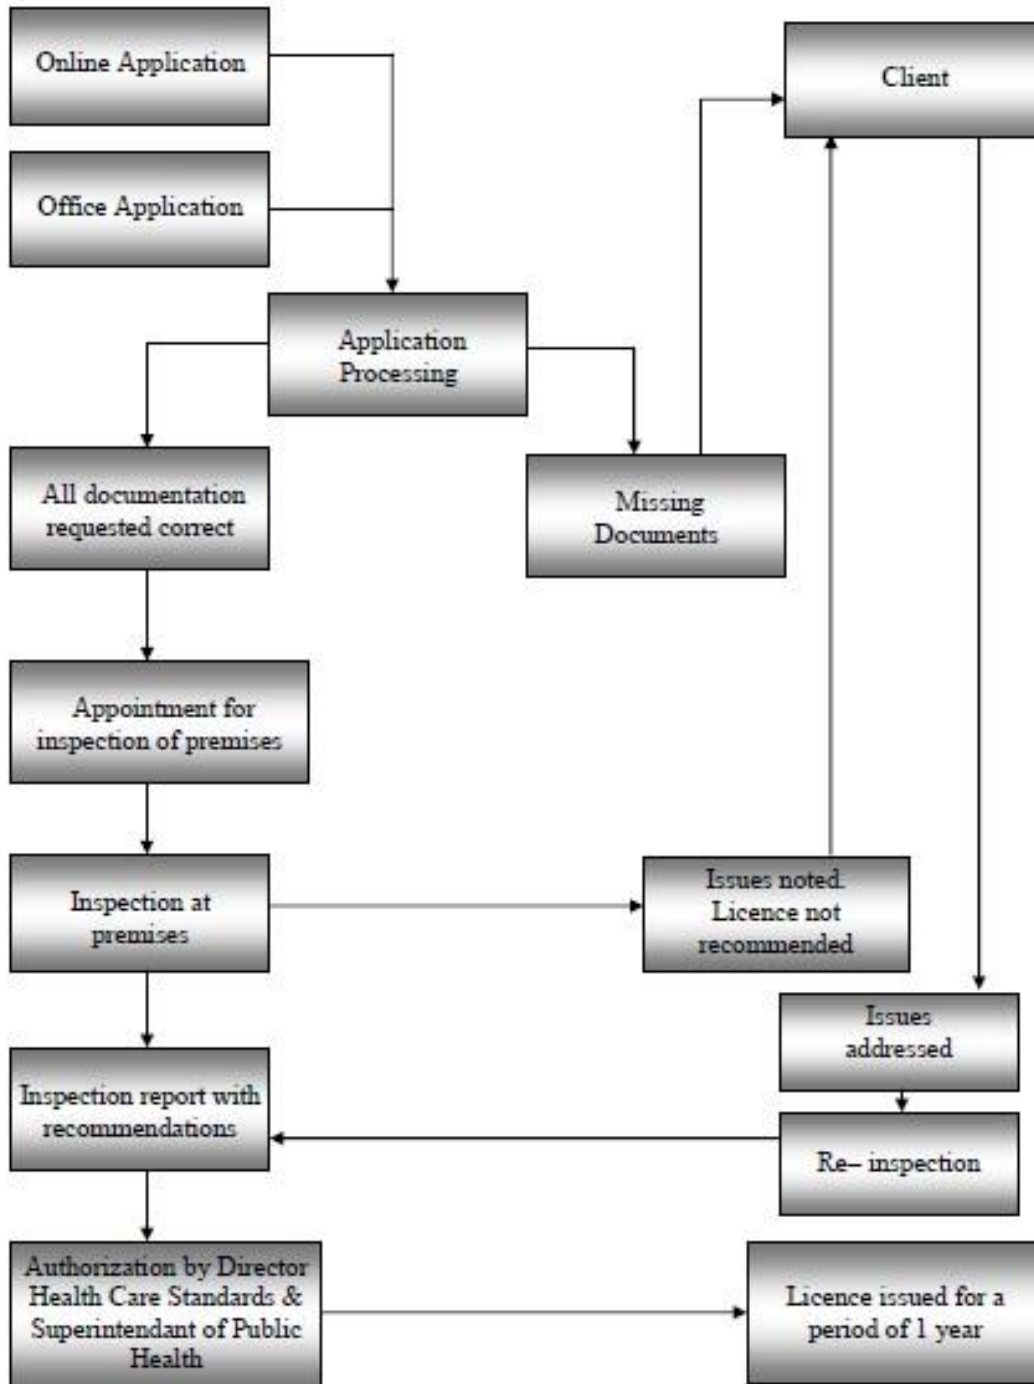 Online Application
Client
Office Application
Application
Processing
All documentation
requested correct
Missing
Documents
Appointment for
inspection of premises
Inspection at
premises
Issues noted.
Licence not
recommended
Issues
addressed
Inspection report with
recommendations
Re– inspection
Authorization by Director
Health Care Standards &
Superintendant of Public
Health
Licence issued for a
period of 1 year